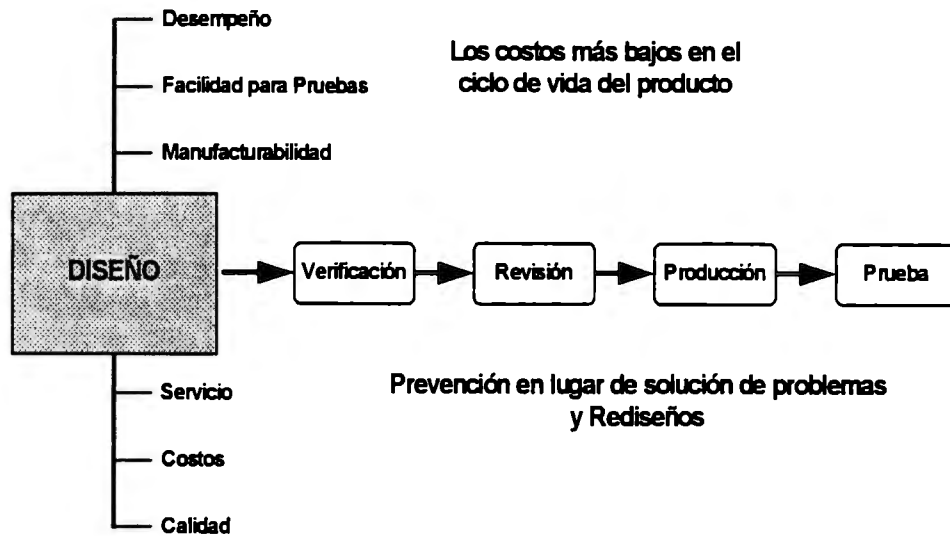 Desempeño
Facilidad para Pruebas
Manufacturabilidad
Los costos más bajos en el
ciclo de vida del producto
DISEÑO
Verificación
Revisión
Producción
Prueba
Servicio
Costos
Calidad
Prevención en lugar de solución de problemas
y Rediseños